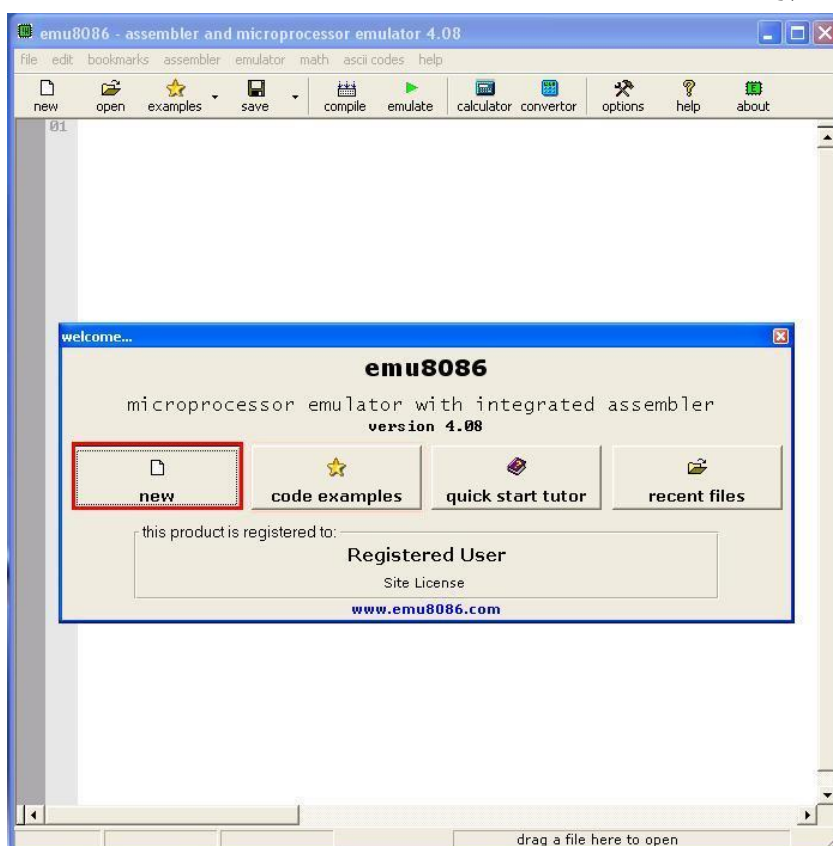 emu8086 - assembler and microprocessor emulator 4.08
file edit bookmarks assembler emulator math ascii codes help
new open examples save compile emulate calculator convertor options help about
01
welcome...
emu8086
microprocessor emulator with integrated assembler
version 4.08
new code examples quick start tutor recent files
this product is registered to:
Registered User
Site License
www.emu8086.com
drag a file here to open